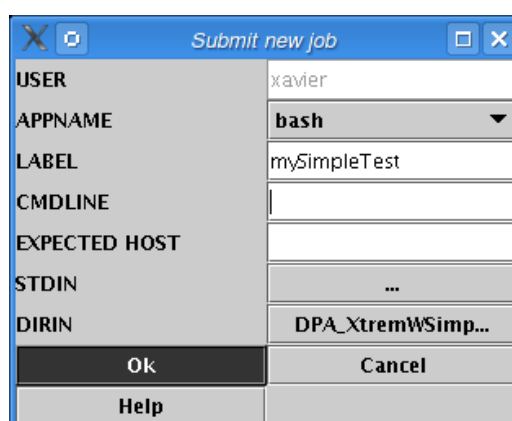 Submit new job
USER xavier
APPNAME bash
LABEL mySimpleTest
CMDLINE
EXPECTED HOST
STDIN ...
DIRIN DPA_XtremWSimp...
Ok Cancel
Help